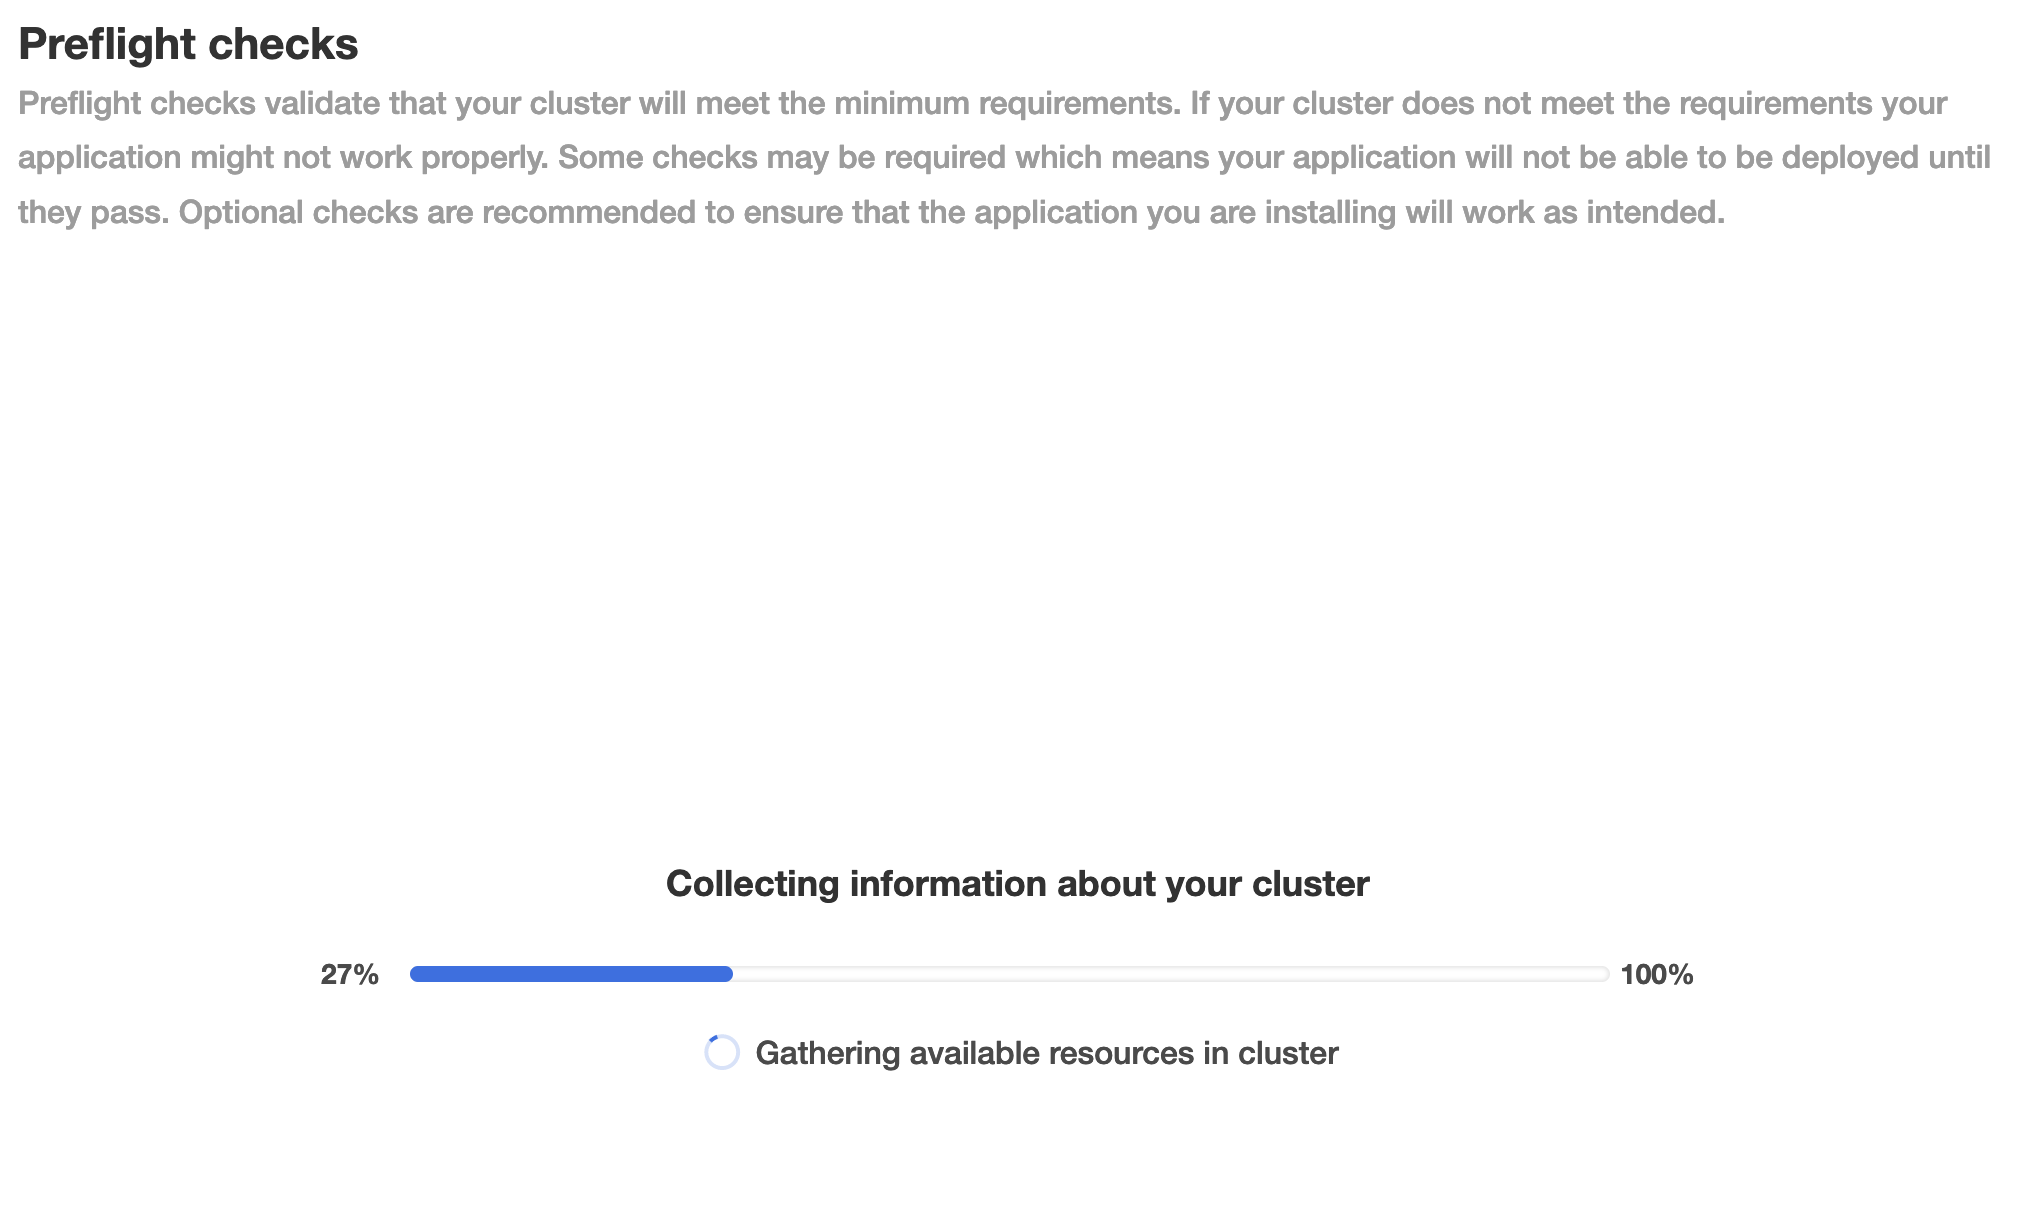 Preflight checks
Preflight checks validate that your cluster will meet the minimum requirements. If your cluster does not meet the requirements your
application might not work properly. Some checks may be required which means your application will not be able to be deployed until
they pass. Optional checks are recommended to ensure that the application you are installing will work as intended.
Collecting information about your cluster
27% 100%
Gathering available resources in cluster